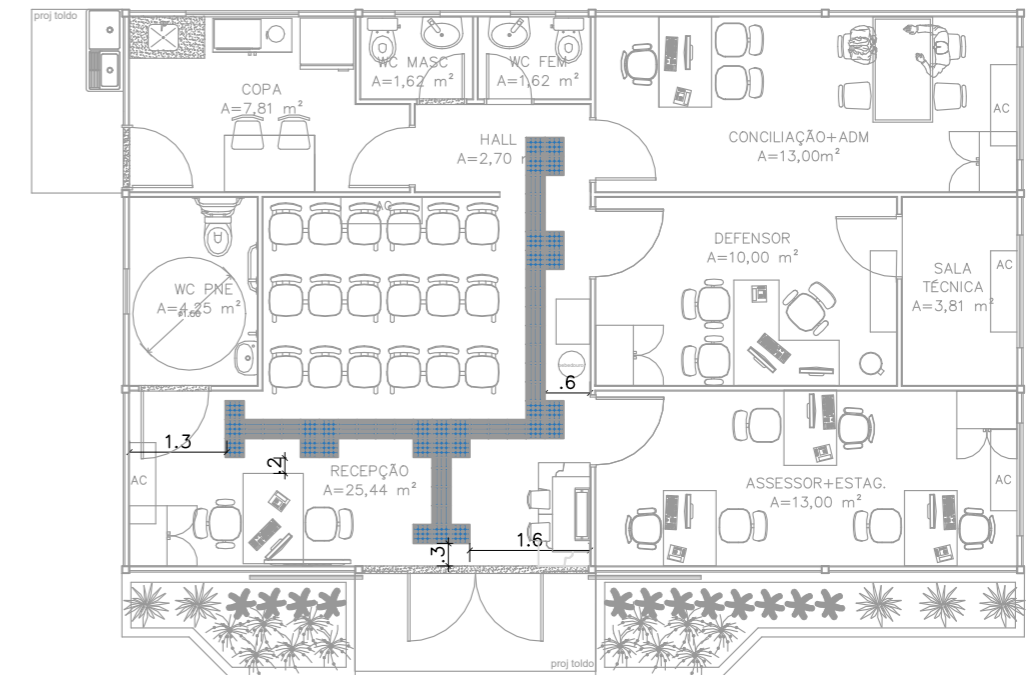 proj toldo
WC MASC
A=1,62 m²
WC FEM
A=1,62 m²
COPA
A=7,81 m²
HALL
A=2,70
CONCILIAÇÃO+ADM
A=13,00m²
AC
AC
WC PNE
A=4,25 m²
DEFENSOR
A=10,00 m²
SALA
TÉCNICA
A=3,81 m²
AC
.6
1.3
.2
AC
RECEPÇÃO
A=25,44 m²
ASSESSOR+ESTAG.
A=13,00 m²
AC
.3
1.6
proj toldo